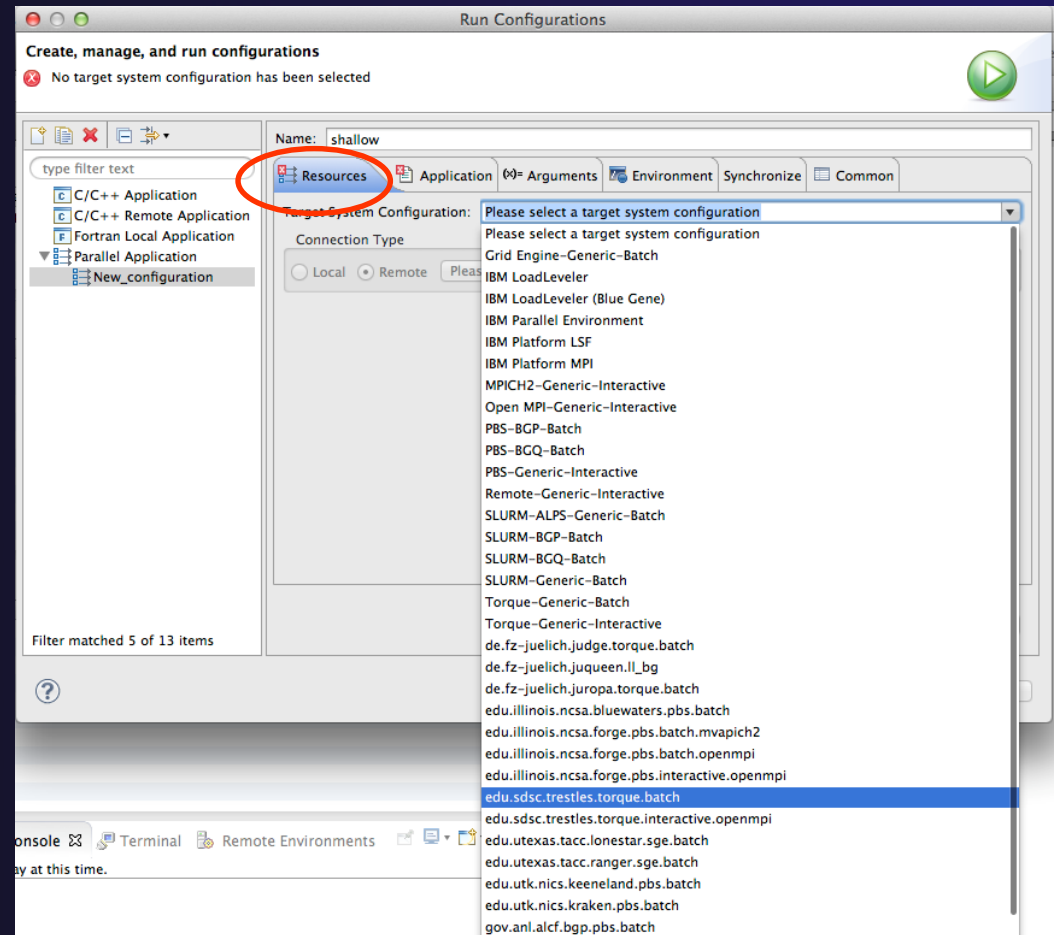 Run Configurations
Create, manage, and run configurations
No target system configuration has been selected
Name: shallow
type filter text
C/C++ Application
C/C++ Remote Application
Fortran Local Application
Parallel Application
New_configuration
Filter matched 5 of 13 items
Resources Application (x)= Arguments Environment Synchronize Common
Target System Configuration: Please select a target system configuration
Connection Type
Local Remote
Please select a target system configuration
Grid Engine-Generic-Batch
IBM LoadLeveler
IBM LoadLeveler (Blue Gene)
IBM Parallel Environment
IBM Platform LSF
IBM Platform MPI
MPICH2-Generic-Interactive
Open MPI-Generic-Interactive
PBS-BGP-Batch
PBS-BGQ-Batch
PBS-Generic-Interactive
Remote-Generic-Interactive
SLURM-ALPS-Generic-Batch
SLURM-BGP-Batch
SLURM-BGQ-Batch
SLURM-Generic-Batch
Torque-Generic-Batch
Torque-Generic-Interactive
de.fz-juelich.judge.torque.batch
de.fz-juelich.juqueen.ll_bg
de.fz-juelich.juropa.torque.batch
edu.illinois.ncsa.bluewaters.pbs.batch
edu.illinois.ncsa.forge.pbs.batch.mvapich2
edu.illinois.ncsa.forge.pbs.batch.openmpi
edu.illinois.ncsa.forge.pbs.interactive.openmpi
edu.sdsc.trestles.torque.batch
edu.sdsc.trestles.torque.interactive.openmpi
edu.utexas.tacc.lonestar.sge.batch
edu.utexas.tacc.ranger.sge.batch
edu.utk.nics.keeneland.pbs.batch
edu.utk.nics.kraken.pbs.batch
gov.anl.alcf.bgp.pbs.batch
onsole Terminal Remote Environments
ay at this time.